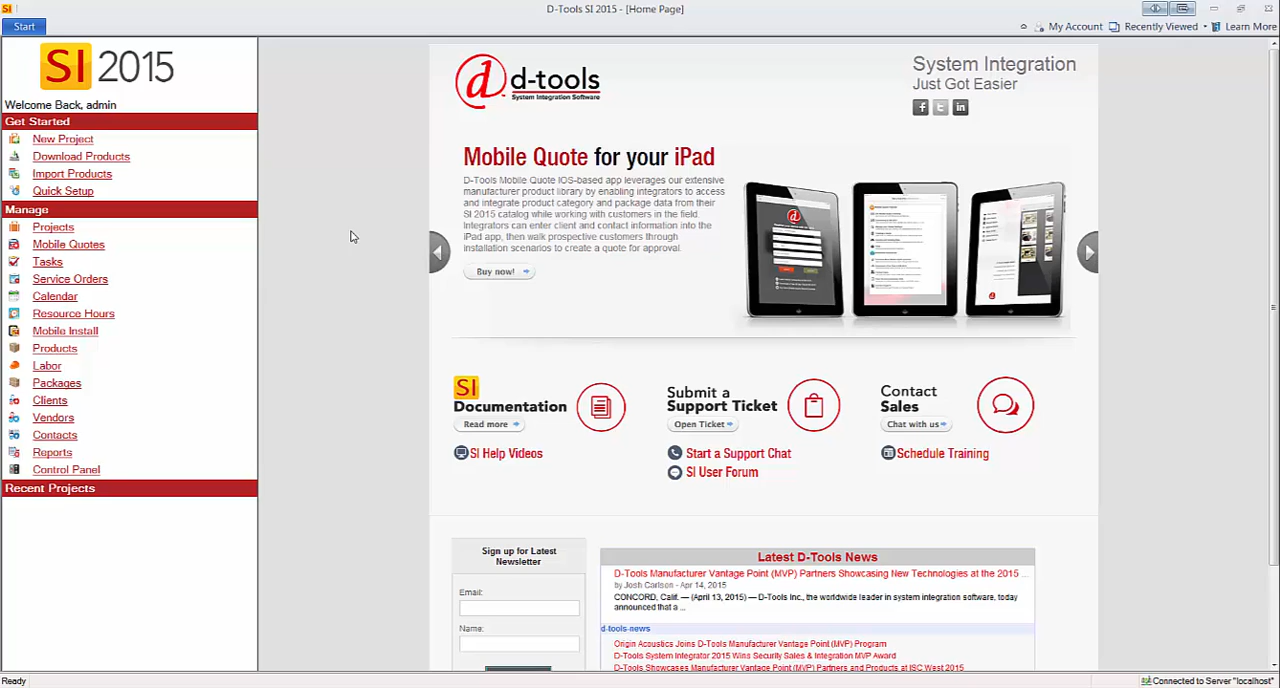 SI
D-Tools SI 2015 - [Home Page]
Start
My Account
Recently Viewed
Learn More
SI 2015
Welcome Back, admin
Get Started
New Project
Download Products
Import Products
Quick Setup
Manage
Projects
Mobile Quotes
Tasks
Service Orders
Calendar
Resource Hours
Mobile Install
Products
Labor
Packages
Clients
Vendors
Contacts
Reports
Control Panel
Recent Projects
d d-tools
System Integration Software
System Integration
Just Got Easier
Mobile Quote for your iPad
D-Tools Mobile Quote IOS-based app leverages our extensive
manufacturer product library by enabling integrators to access
and integrate product category and package data from their
SI 2015 catalog while working with customers in the field.
Integrators can enter client and contact information into the
iPad app, then walk prospective customers through
installation scenarios to create a quote for approval.
Buy now!
SI
Documentation
Read more
SI Help Videos
Submit a
Support Ticket
Open Ticket
Start a Support Chat
SI User Forum
Contact
Sales
Chat with us
Schedule Training
Sign up for Latest
Newsletter
Email:
Name:
Latest D-Tools News
D-Tools Manufacturer Vantage Point (MVP) Partners Showcasing New Technologies at the 2015 ...
by Josh Carlson - Apr 14, 2015
CONCORD, Calif. — (April 13, 2015) — D-Tools Inc., the worldwide leader in system integration software, today
announced that a ...
d-tools-news
Origin Acoustics Joins D-Tools Manufacturer Vantage Point (MVP) Program
D-Tools System Integrator 2015 Wins Security Sales & Integration MVP Award
D-Tools Showcases Manufacturer Vantage Point (MVP) Partners and Products at ISC West 2015
Ready
Connected to Server "localhost"